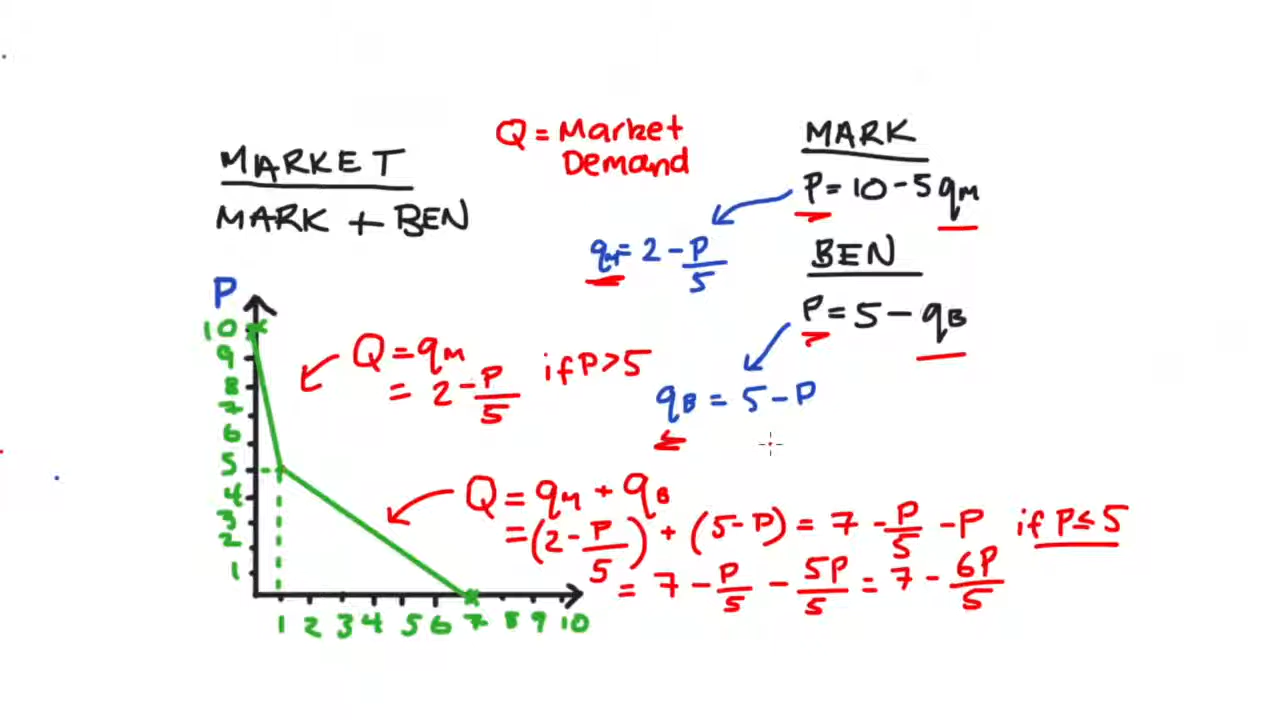 MARKET
MARK + BEN
Q = Market
Demand
MARK
P = 10 - 5qM
qM = 2 - P/5
BEN
P = 5 - qB
qB = 5 - P
P
10
9
8
7
6
5
4
3
2
1
1 2 3 4 5 6 7 8 9 10
Q = qM
= 2 - P/5 if P > 5
Q = qM + qB
= (2 - P/5) + (5 - P) = 7 - P/5 - P if P ≤ 5
= 7 - P/5 - 5P/5 = 7 - 6P/5